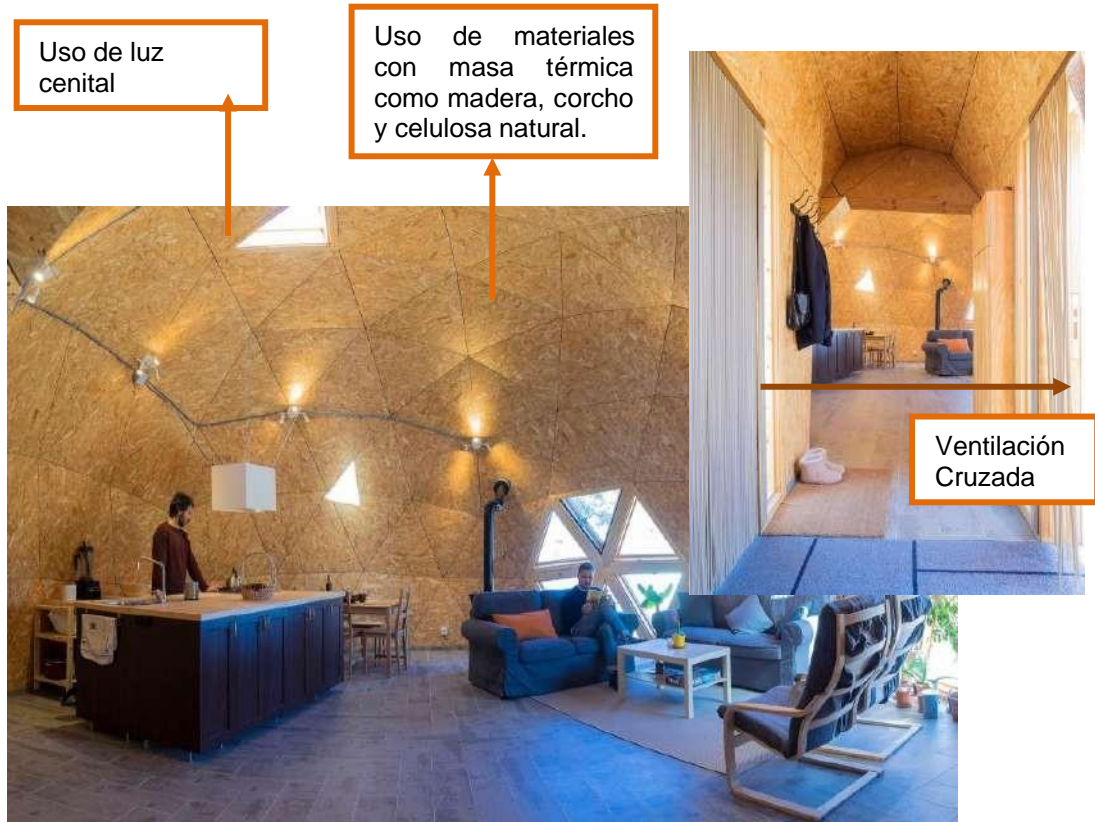 Uso de luz
cenital
Uso de materiales
con masa térmica
como madera, corcho
y celulosa natural.
Ventilación
Cruzada